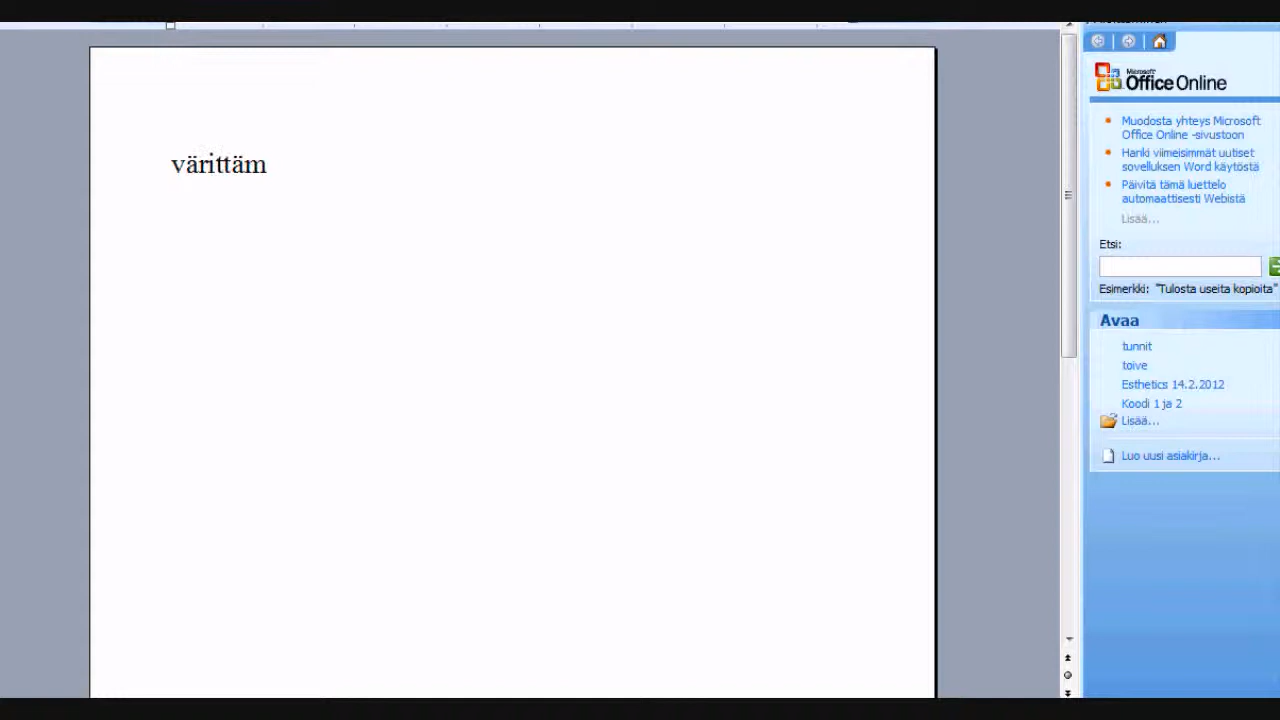 värittäm
Microsoft
Office Online
Muodosta yhteys Microsoft
Office Online -sivustoon
Hanki viimeisimmät uutiset
sovelluksen Word käytöstä
Päivitä tämä luettelo
automaattisesti Webistä
Lisää...
Etsi:
Esimerkki: "Tulosta useita kopioita"
Avaa
tunnit
toive
Esthetics 14.2.2012
Koodi 1 ja 2
Lisää...
Luo uusi asiakirja...